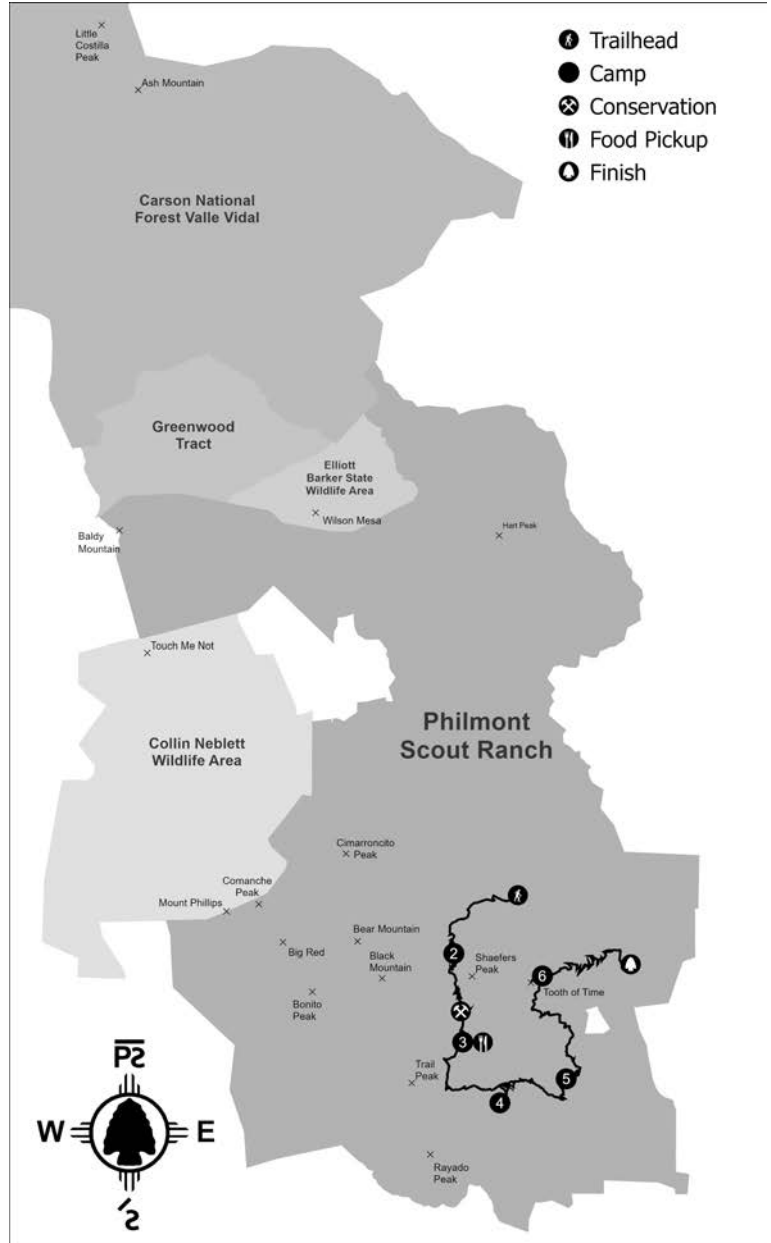 Little
Costilla
Peak
Ash Mountain
Trailhead
Camp
Conservation
Food Pickup
Finish
Carson National
Forest Valle Vidal
Greenwood
Tract
Elliott
Barker State
Wildlife Area
Wilson Mesa
Hart Peak
Baldy
Mountain
Touch Me Not
Collin Neblett
Wildlife Area
Philmont
Scout Ranch
Cimarroncito
Peak
Comanche
Peak
Mount Phillips
Big Red
Bear Mountain
Black
Mountain
Bonito
Peak
2
Shaefers
Peak
6
Tooth of Time
3
Trail
Peak
5
4
Rayado
Peak
W
E